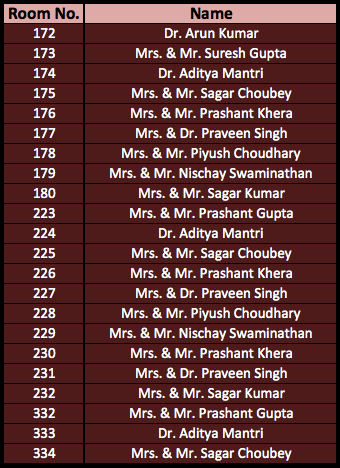 Room No. Name
172 Dr. Arun Kumar
173 Mrs. & Mr. Suresh Gupta
174 Dr. Aditya Mantri
175 Mrs. & Mr. Sagar Choubey
176 Mrs. & Mr. Prashant Khera
177 Mrs. & Dr. Praveen Singh
178 Mrs. & Mr. Piyush Choudhary
179 Mrs. & Mr. Nischay Swaminathan
180 Mrs. & Mr. Sagar Kumar
223 Mrs. & Mr. Prashant Gupta
224 Dr. Aditya Mantri
225 Mrs. & Mr. Sagar Choubey
226 Mrs. & Mr. Prashant Khera
227 Mrs. & Dr. Praveen Singh
228 Mrs. & Mr. Piyush Choudhary
229 Mrs. & Mr. Nischay Swaminathan
230 Mrs. & Mr. Prashant Khera
231 Mrs. & Dr. Praveen Singh
232 Mrs. & Mr. Sagar Kumar
332 Mrs. & Mr. Prashant Gupta
333 Dr. Aditya Mantri
334 Mrs. & Mr. Sagar Choubey